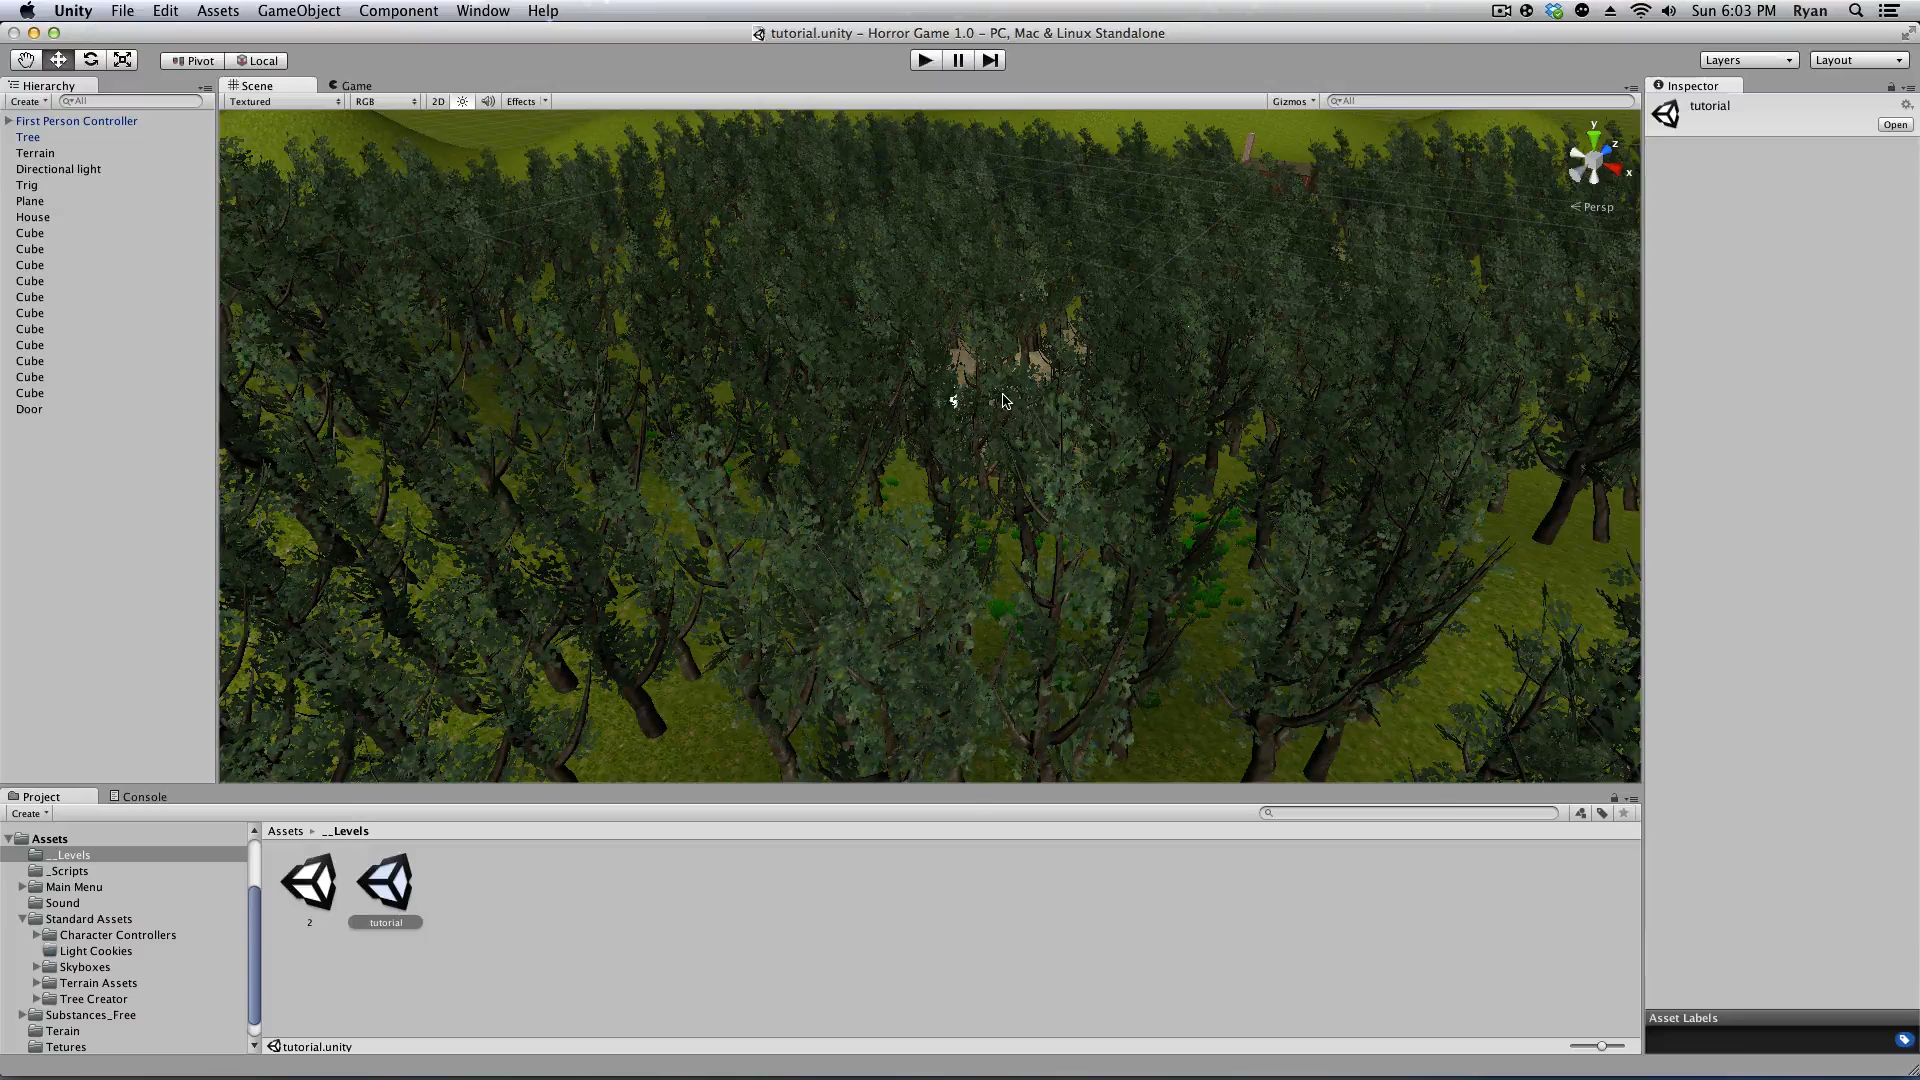 Unity File Edit Assets GameObject Component Window Help Sun 6:03 PM Ryan
tutorial.unity – Horror Game 1.0 – PC, Mac & Linux Standalone
Pivot Local Layers Layout
Hierarchy Scene Game Inspector
Create All Textured RGB 2D Effects Gizmos All
tutorial
Open
First Person Controller
Tree
Terrain
Directional light
Trig
Plane
House
Cube
Cube
Cube
Cube
Cube
Cube
Cube
Cube
Cube
Cube
Cube
Door
y
z
x
Persp
Project Console
Create
Assets
__Levels
_Scripts
Main Menu
Sound
Standard Assets
Character Controllers
Light Cookies
Skyboxes
Terrain Assets
Tree Creator
Substances_Free
Terain
Tetures
Assets __Levels
2 tutorial
tutorial.unity
Asset Labels